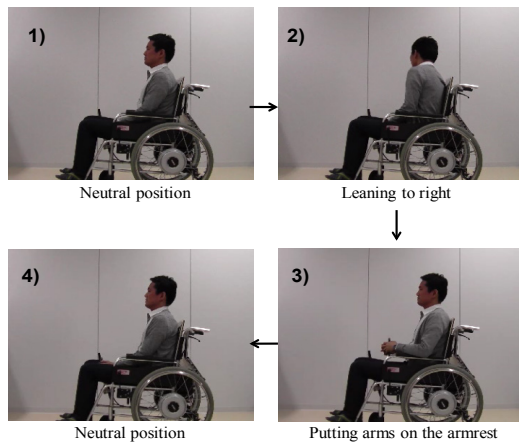 1)
Neutral position
2)
Leaning to right
3)
Putting arms on the armrest
4)
Neutral position